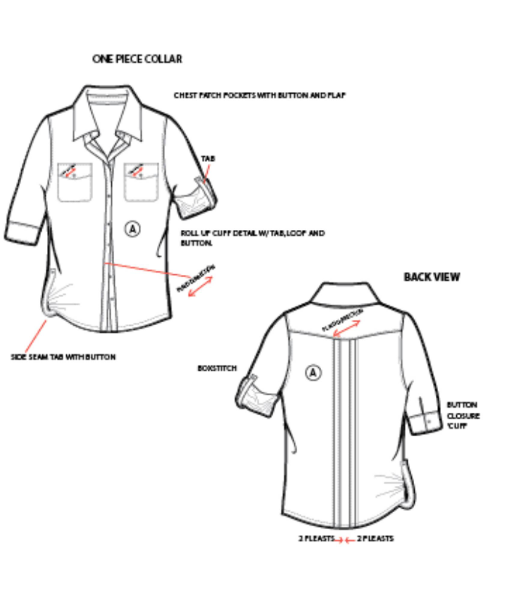 ONE PIECE COLLAR
CHEST PATCH POCKETS WITH BUTTON AND FLAP
TAB
A
ROLL UP CUFF DETAIL W/ TAB,LOOP AND
BUTTON.
PLAID DIRECTION
SIDE SEAM TAB WITH BUTTON
BACK VIEW
PLAID DIRECTION
BOXSTITCH
A
BUTTON
CLOSURE
'CUFF
2 PLEASTS
2 PLEASTS